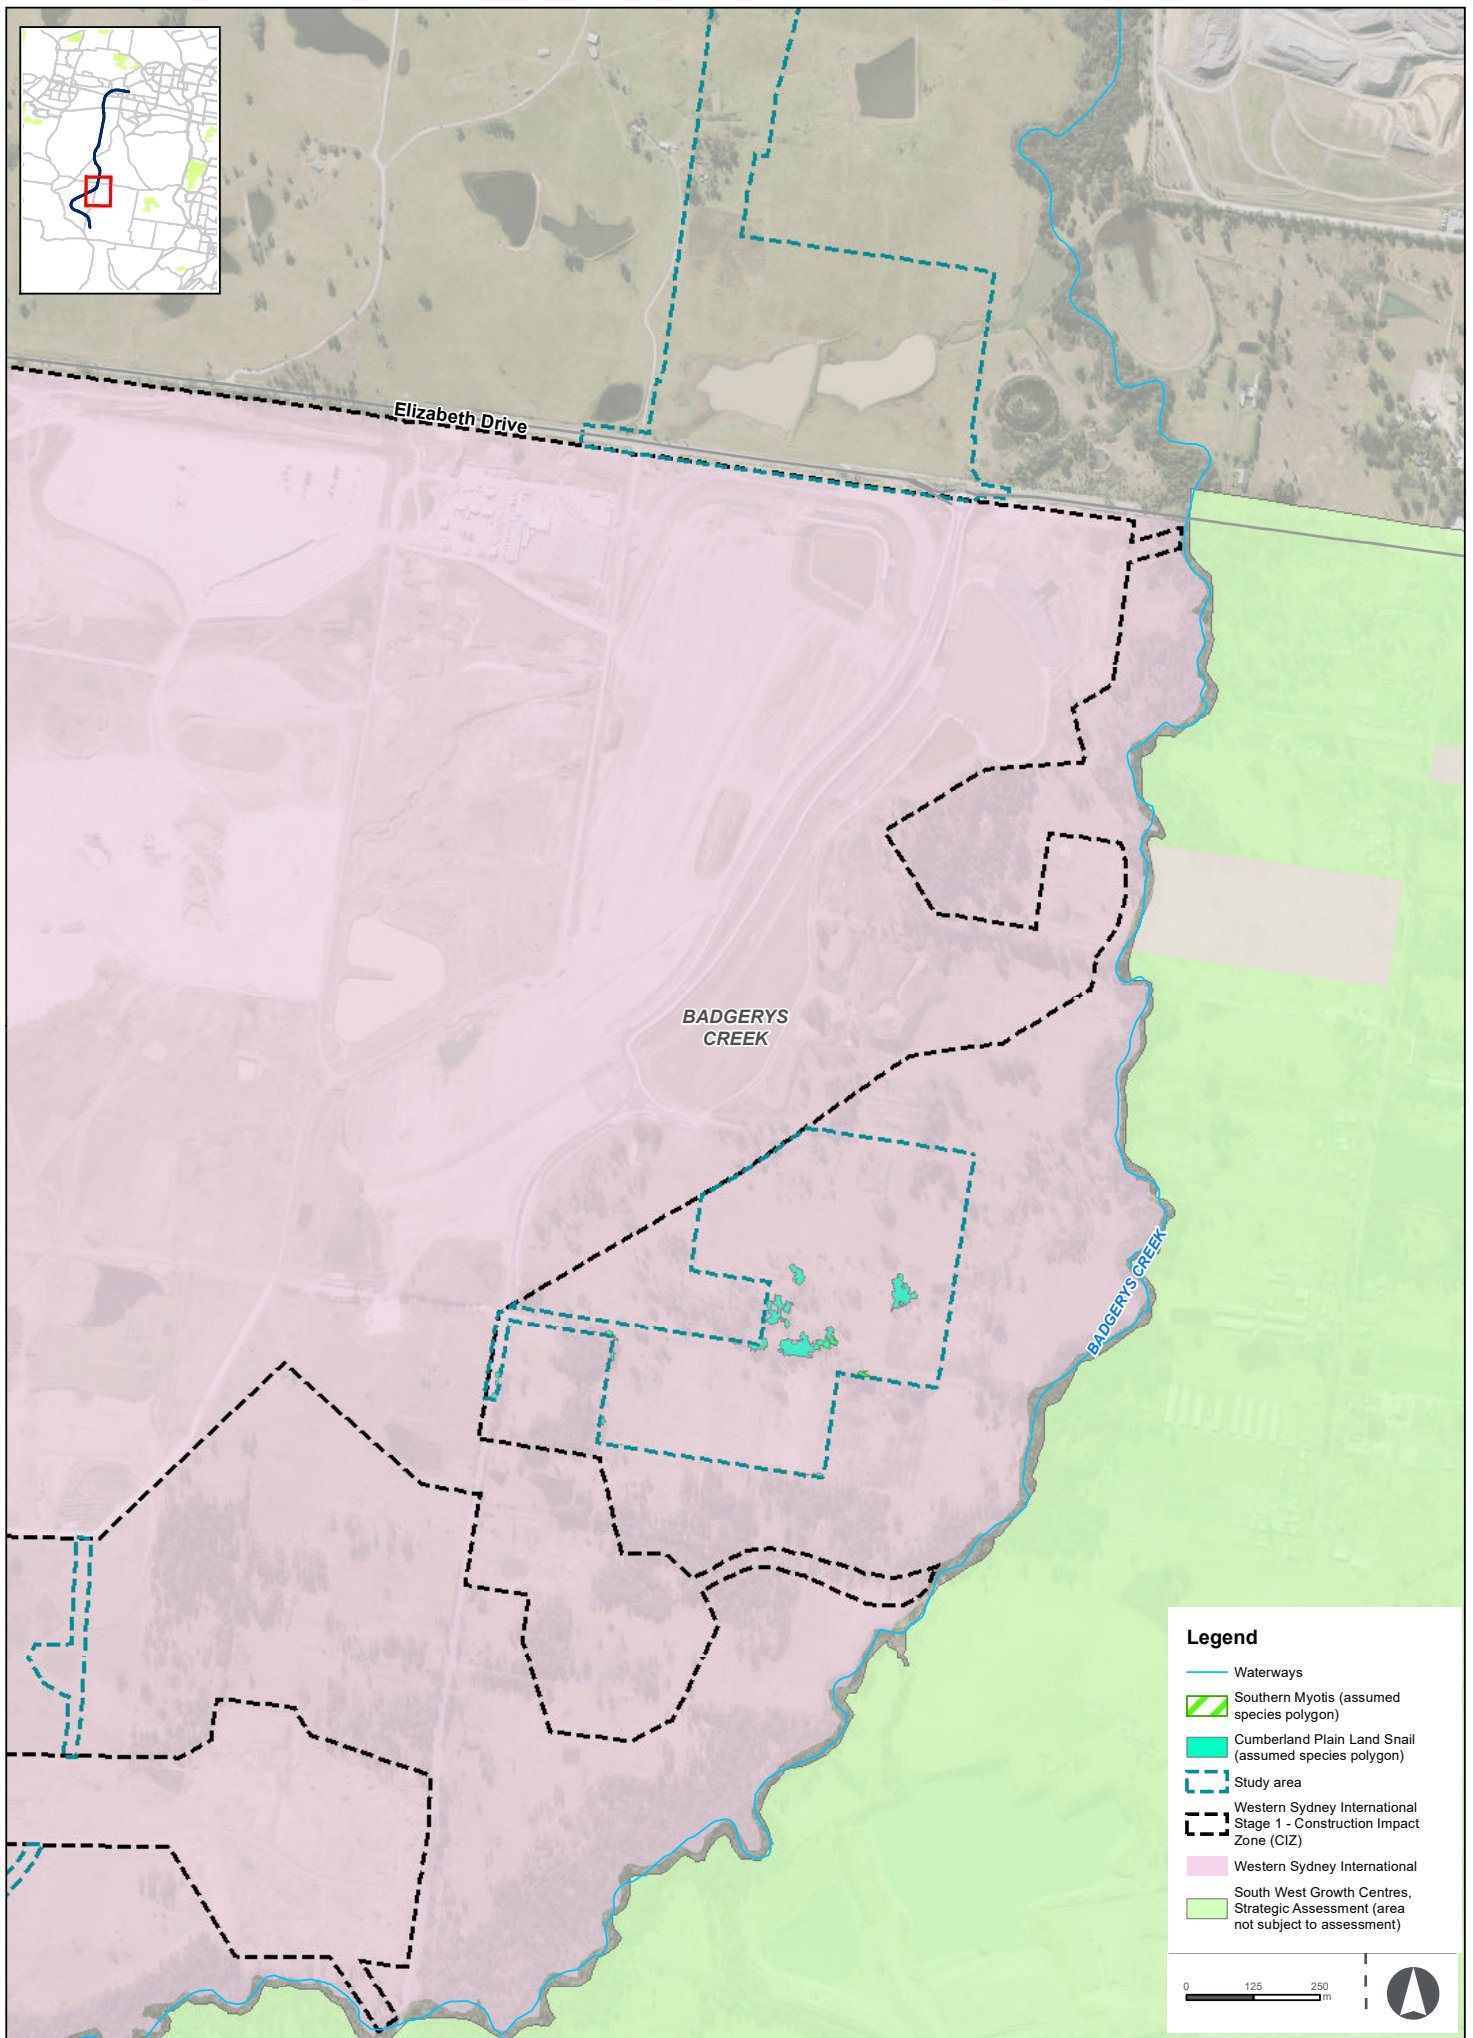 Elizabeth Drive
BADGERYS
CREEK
BADGERYS CREEK
Legend
Waterways
Southern Myotis (assumed
species polygon)
Cumberland Plain Land Snail
(assumed species polygon)
Study area
Western Sydney International
Stage 1 - Construction Impact
Zone (CIZ)
Western Sydney International
South West Growth Centres,
Strategic Assessment (area
not subject to assessment)
0 125 250
m